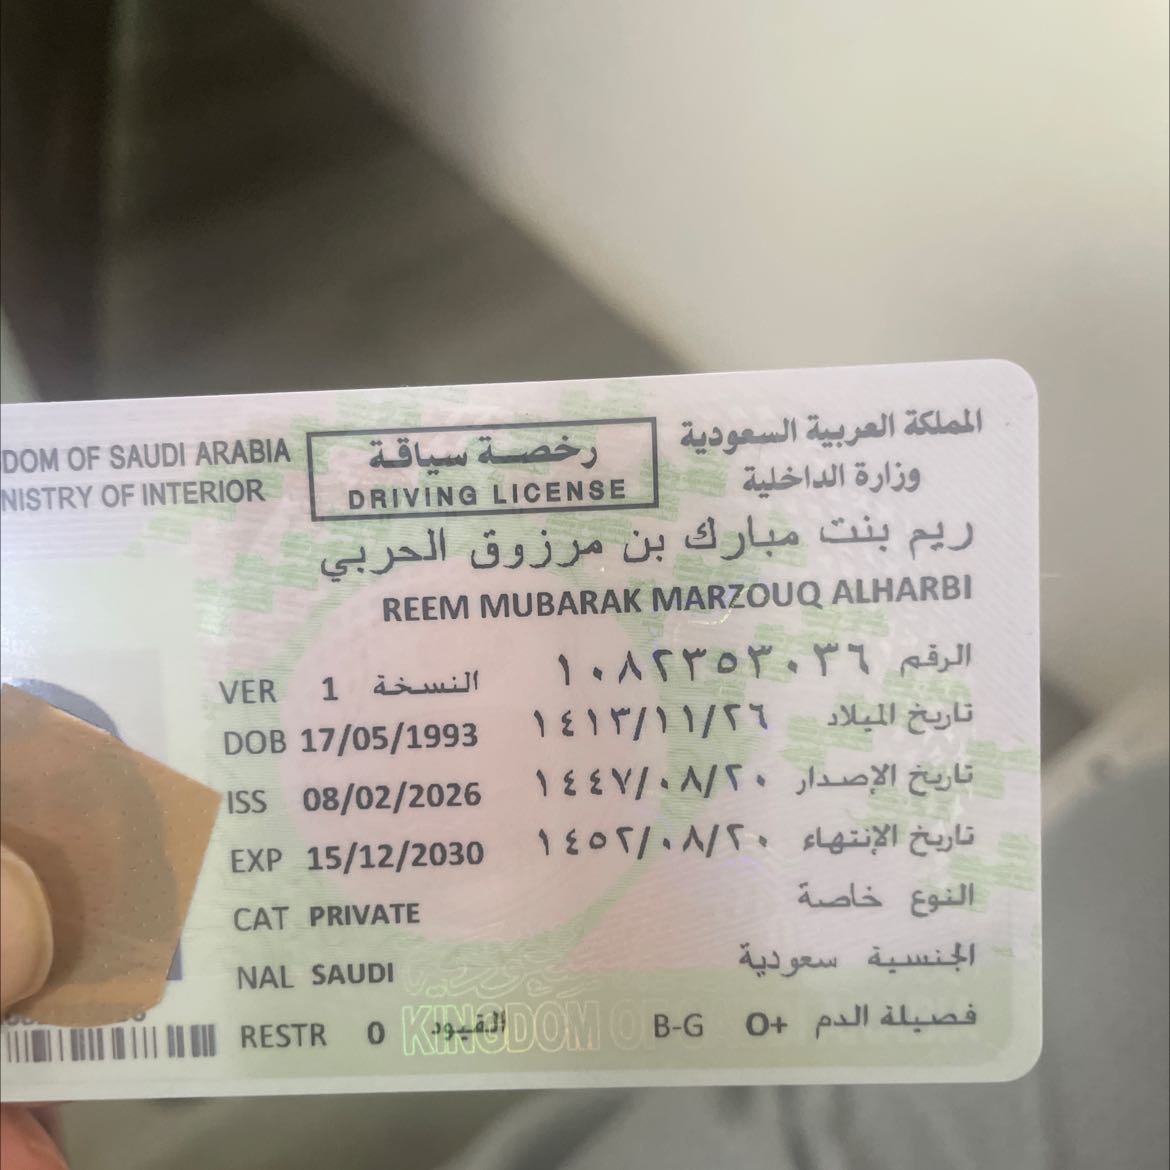 المملكة العربية السعودية
وزارة الداخلية
رخصة سياقة
DRIVING LICENSE
DOM OF SAUDI ARABIA
NISTRY OF INTERIOR
ريم بنت مبارك بن مرزوق الحربي
REEM MUBARAK MARZOUQ ALHARBI
الرقم ١٠٨٢٣٥٣٠٣٦
VER 1 النسخة
تاريخ الميلاد ١٤١٣/١١/٢٦
DOB 17/05/1993
تاريخ الإصدار ١٤٤٧/٠٨/٢٠
ISS 08/02/2026
تاريخ الإنتهاء ١٤٥٢/٠٨/٢٠
EXP 15/12/2030
النوع خاصة
CAT PRIVATE
الجنسية سعودية
NAL SAUDI
فصيلة الدم O+ B-G
RESTR 0 القيود
KINGDOM OF